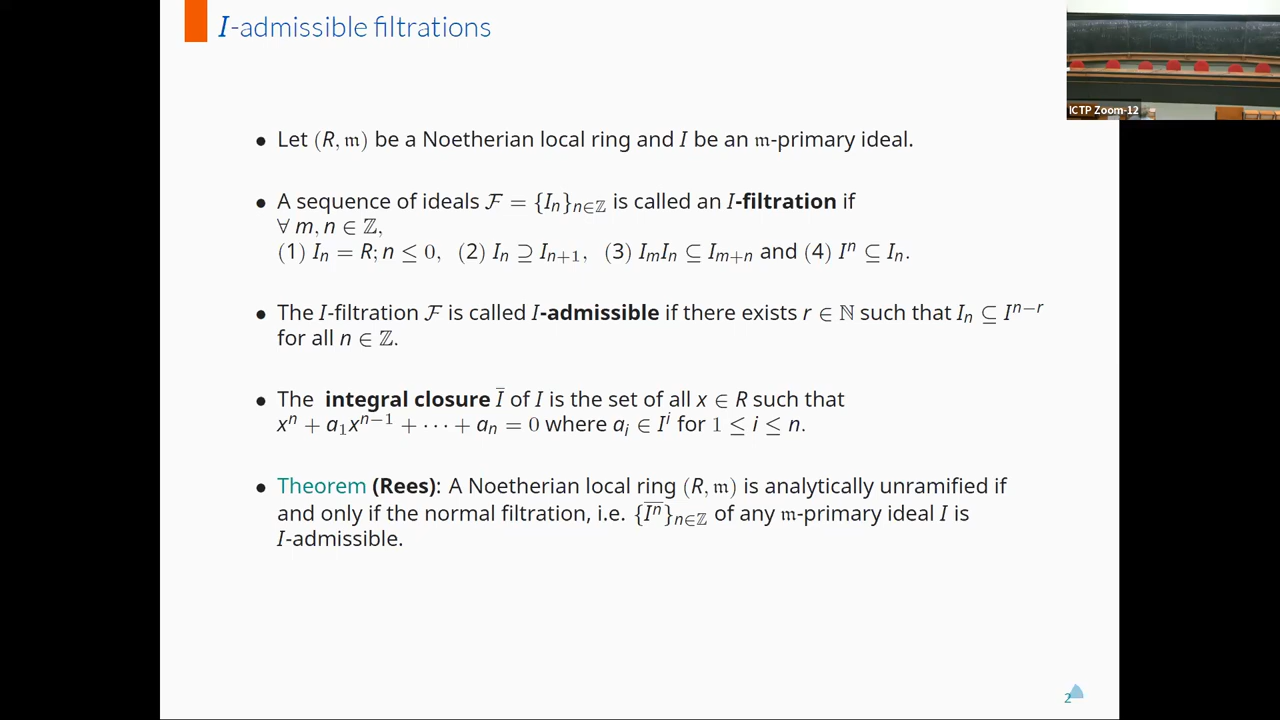 I-admissible filtrations
ICTP Zoom-12
• Let (R, 𝔪) be a Noetherian local ring and I be an 𝔪-primary ideal.
• A sequence of ideals ℱ = {Iₙ}ₙ∈ℤ is called an I-filtration if
∀ m, n ∈ ℤ,
(1) Iₙ = R; n ≤ 0, (2) Iₙ ⊇ Iₙ₊₁, (3) IₘIₙ ⊆ Iₘ₊ₙ and (4) Iⁿ ⊆ Iₙ.
• The I-filtration ℱ is called I-admissible if there exists r ∈ ℕ such that Iₙ ⊆ Iⁿ⁻ʳ
for all n ∈ ℤ.
• The integral closure Ī of I is the set of all x ∈ R such that
xⁿ + a₁xⁿ⁻¹ + ⋯ + aₙ = 0 where aᵢ ∈ Iⁱ for 1 ≤ i ≤ n.
• Theorem (Rees): A Noetherian local ring (R, 𝔪) is analytically unramified if
and only if the normal filtration, i.e. {I̅ⁿ̅}ₙ∈ℤ of any 𝔪-primary ideal I is
I-admissible.
2